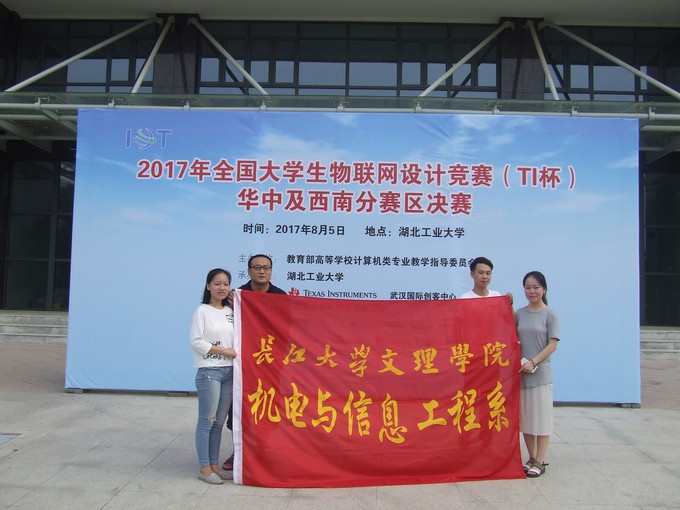 IOT
2017年全国大学生物联网设计竞赛（TI杯）
华中及西南分赛区决赛
时间：2017年8月5日 地点：湖北工业大学
主 教育部高等学校计算机类专业教学指导委员会
承 湖北工业大学
TEXAS INSTRUMENTS 武汉国际创客中心
長江大學文理學院
机电与信息工程系